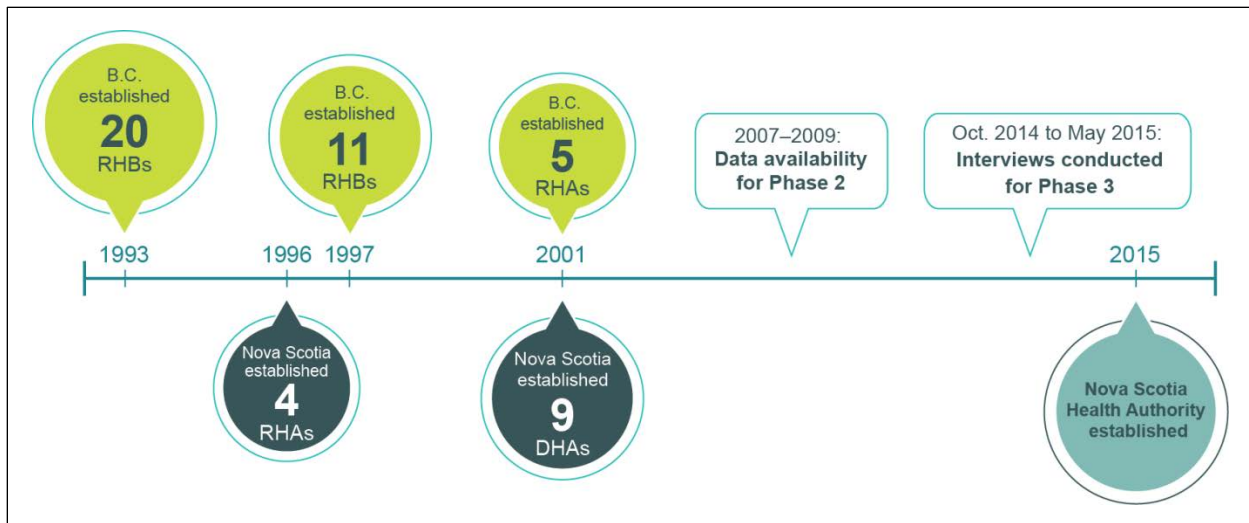 B.C.
established
20
RHBs
B.C.
established
11
RHBs
B.C.
established
5
RHAs
2007–2009:
Data availability
for Phase 2
Oct. 2014 to May 2015:
Interviews conducted
for Phase 3
1993
1996
1997
2001
2015
Nova Scotia
established
4
RHAs
Nova Scotia
established
9
DHAs
Nova Scotia
Health Authority
established